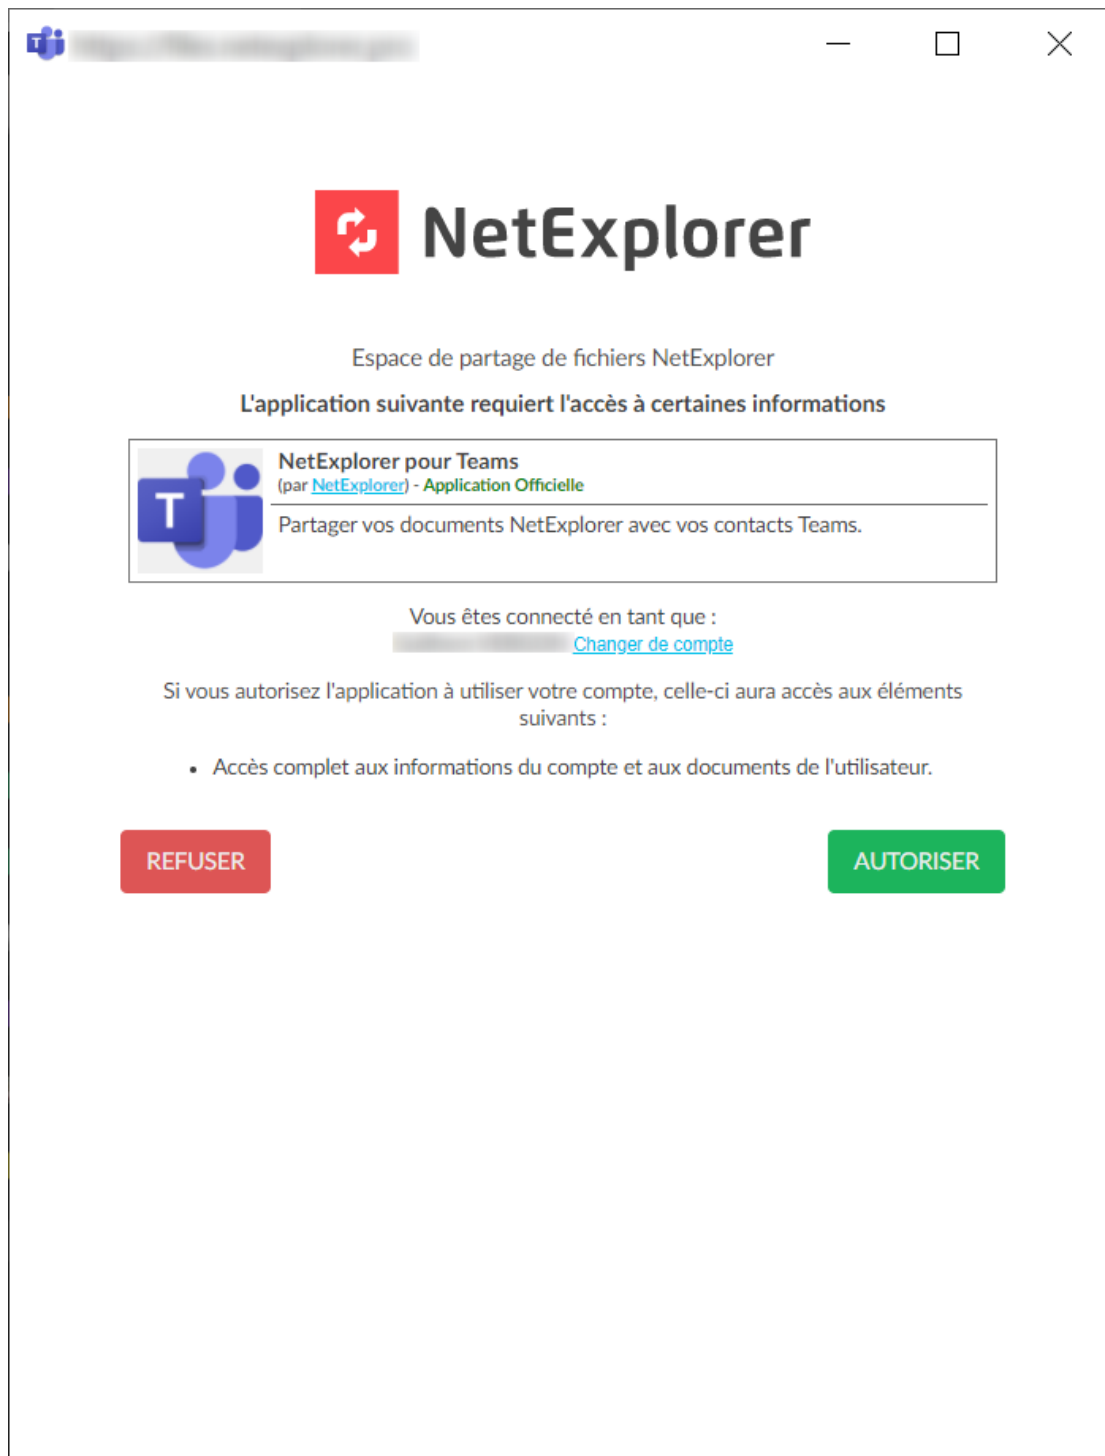 NetExplorer
Espace de partage de fichiers NetExplorer
L'application suivante requiert l'accès à certaines informations
T
NetExplorer pour Teams
(par NetExplorer) - Application Officielle
Partager vos documents NetExplorer avec vos contacts Teams.
Vous êtes connecté en tant que :
Changer de compte
Si vous autorisez l'application à utiliser votre compte, celle-ci aura accès aux éléments
suivants :
• Accès complet aux informations du compte et aux documents de l'utilisateur.
REFUSER
AUTORISER